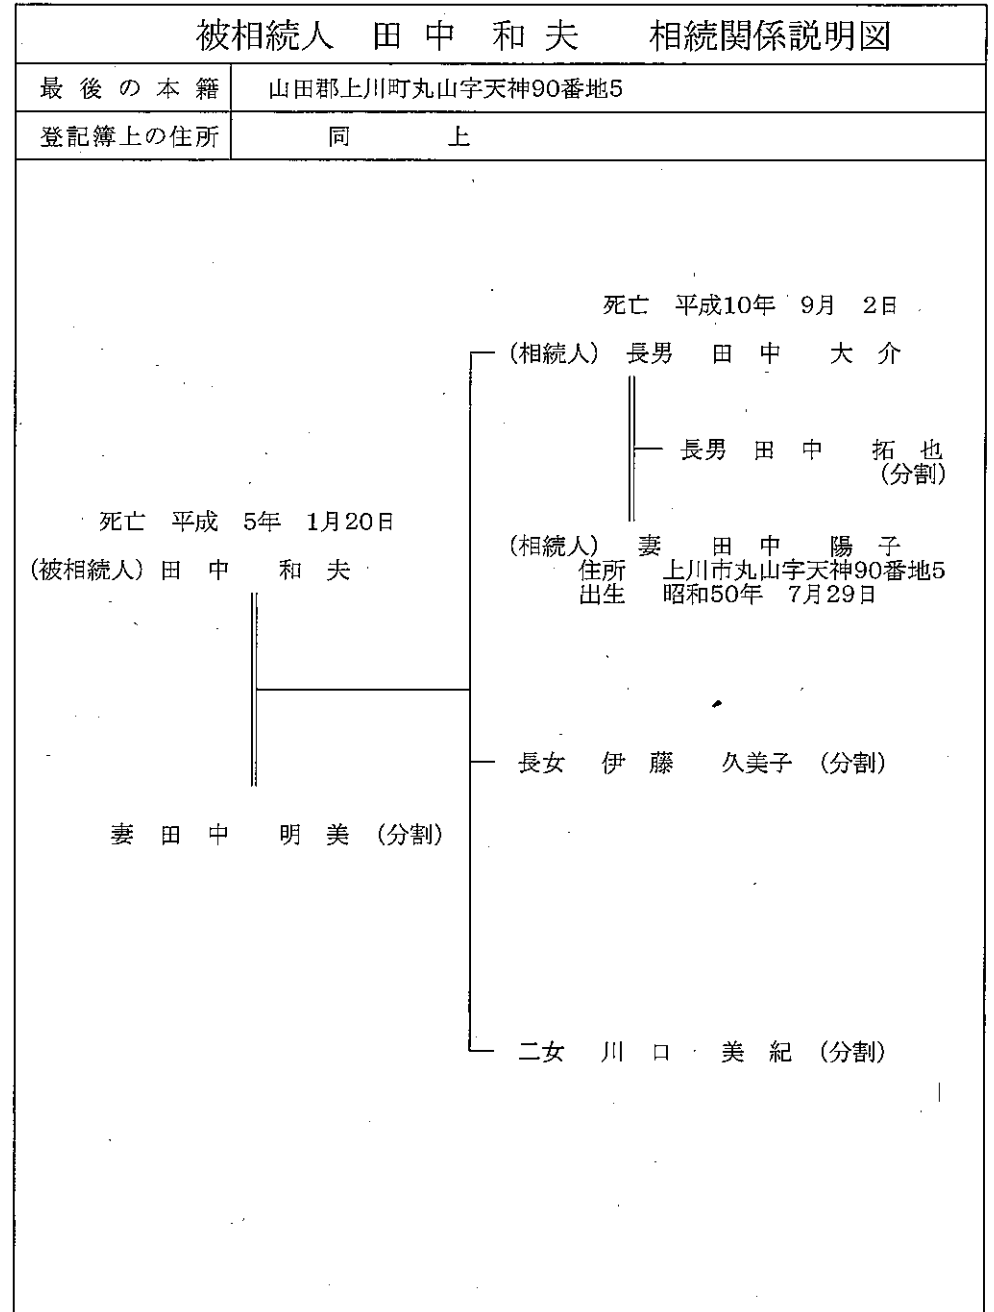 被相続人 田中 和夫 相続関係説明図
最後の本籍 山田郡上川町丸山字天神90番地5
登記簿上の住所 同 上
死亡 平成10年 9月 2日
(相続人) 長男 田中 大介
長男 田中 拓也
(分割)
死亡 平成 5年 1月20日
(被相続人) 田中 和夫
(相続人) 妻 田中 陽子
住所 上川市丸山字天神90番地5
出生 昭和50年 7月29日
長女 伊藤 久美子 (分割)
妻 田中 明美 (分割)
二女 川口 美紀 (分割)